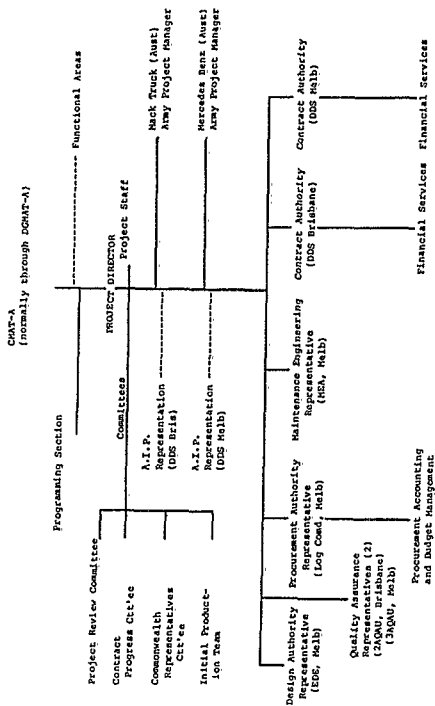 CMAT-A
(normally through DGMAT-A)
Programming Section
Functional Areas
PROJECT DIRECTOR
Project Staff
Committees
Project Review Committee
Contract
Progress Ctt'ee
Commonwealth
Representatives
Ctt'ee
Initial Product-
ion Team
A.I.P.
Representation
(DDS Bris)
A.I.P.
Representation
(DDS Melb)
Mack Truck (Aust)
Army Project Manager
Mercedes Benz (Aust)
Army Project Manager
Design Authority
Representative
(EDE, Melb)
Quality Assurance
Representatives (2)
(2AQAU, Brisbane)
(3AQAU, Melb)
Procurement Authority
Representative
(Log Comd, Melb)
Procurement Accounting
and Budget Management
Maintenance Engineering
Representative
(MEA, Melb)
Contract Authority
(DDS Brisbane)
Financial Services
Contract Authority
(DDS Melb)
Financial Services